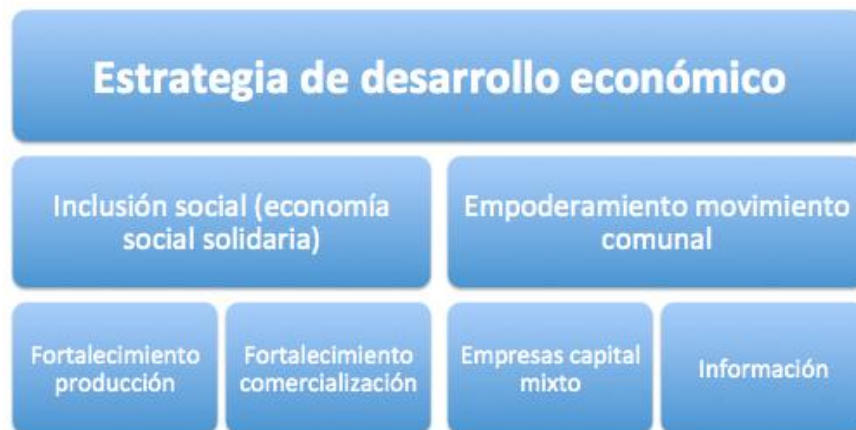 Estrategia de desarrollo económico
Inclusión social (economía
social solidaria)
Empoderamiento movimiento
comunal
Fortalecimiento
producción
Fortalecimiento
comercialización
Empresas capital
mixto
Información